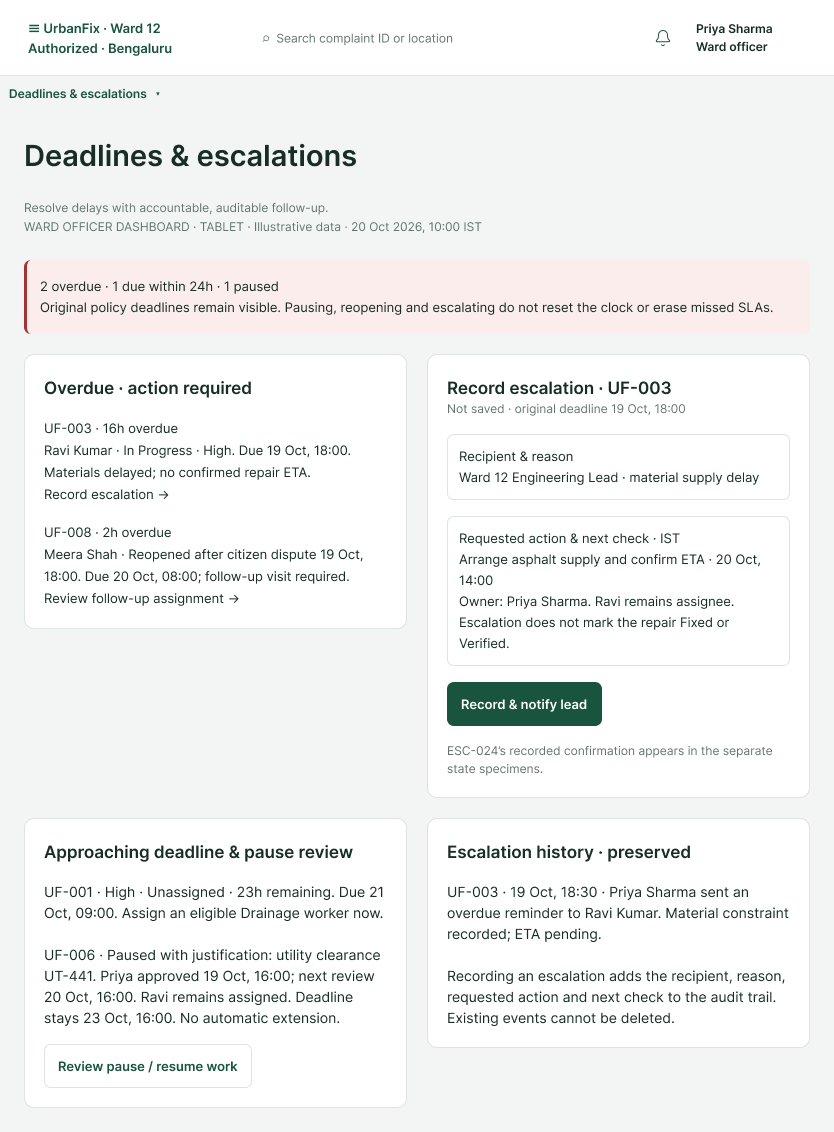 ≡ UrbanFix · Ward 12
Authorized · Bengaluru
Search complaint ID or location
Priya Sharma
Ward officer
Deadlines & escalations ▾
Deadlines & escalations
Resolve delays with accountable, auditable follow-up.
WARD OFFICER DASHBOARD · TABLET · Illustrative data · 20 Oct 2026, 10:00 IST
2 overdue · 1 due within 24h · 1 paused
Original policy deadlines remain visible. Pausing, reopening and escalating do not reset the clock or erase missed SLAs.
Overdue · action required
UF-003 · 16h overdue
Ravi Kumar · In Progress · High. Due 19 Oct, 18:00.
Materials delayed; no confirmed repair ETA.
Record escalation →
UF-008 · 2h overdue
Meera Shah · Reopened after citizen dispute 19 Oct,
18:00. Due 20 Oct, 08:00; follow-up visit required.
Review follow-up assignment →
Record escalation · UF-003
Not saved · original deadline 19 Oct, 18:00
Recipient & reason
Ward 12 Engineering Lead · material supply delay
Requested action & next check · IST
Arrange asphalt supply and confirm ETA · 20 Oct,
14:00
Owner: Priya Sharma. Ravi remains assignee.
Escalation does not mark the repair Fixed or
Verified.
Record & notify lead
ESC-024’s recorded confirmation appears in the separate
state specimens.
Approaching deadline & pause review
UF-001 · High · Unassigned · 23h remaining. Due 21
Oct, 09:00. Assign an eligible Drainage worker now.
UF-006 · Paused with justification: utility clearance
UT-441. Priya approved 19 Oct, 16:00; next review
20 Oct, 16:00. Ravi remains assigned. Deadline
stays 23 Oct, 16:00. No automatic extension.
Review pause / resume work
Escalation history · preserved
UF-003 · 19 Oct, 18:30 · Priya Sharma sent an
overdue reminder to Ravi Kumar. Material constraint
recorded; ETA pending.
Recording an escalation adds the recipient, reason,
requested action and next check to the audit trail.
Existing events cannot be deleted.